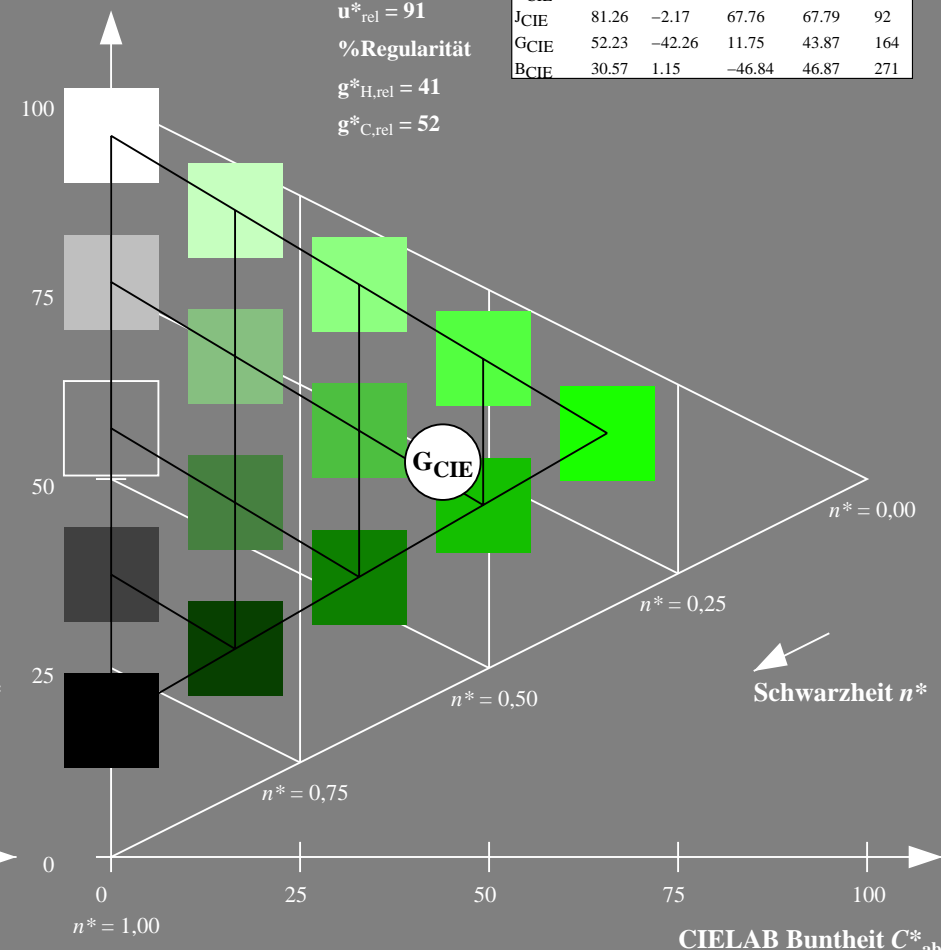 u*rel = 91
%Regularität
g*H,rel = 41
g*C,rel = 52
CIE
JCIE 81.26 −2.17 67.76 67.79 92
GCIE 52.23 −42.26 11.75 43.87 164
BCIE 30.57 1.15 −46.84 46.87 271
100
75
50
25
0
GCIE
n* = 0,00
n* = 0,25
n* = 0,50
n* = 0,75
n* = 1,00
Schwarzheit n*
0 25 50 75 100
CIELAB Buntheit C*ab